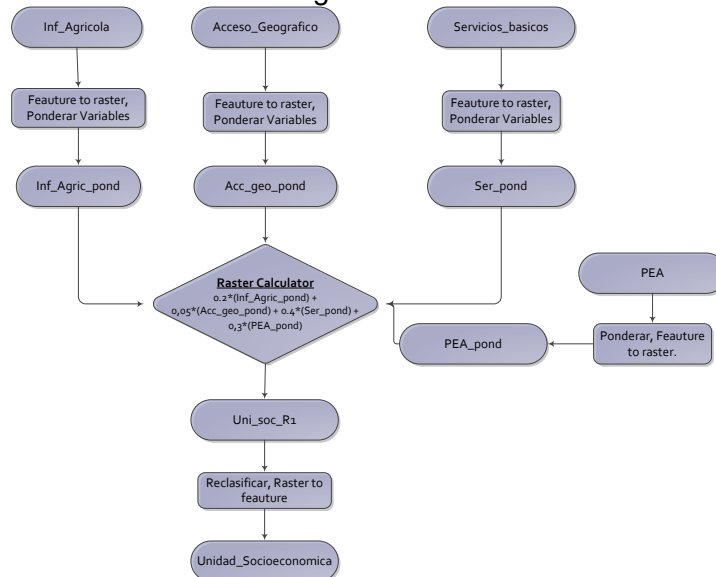 Inf_Agricola
Acceso_Geografico
Servicios_basicos
Feauture to raster,
Ponderar Variables
Feauture to raster,
Ponderar Variables
Feauture to raster,
Ponderar Variables
Inf_Agric_pond
Acc_geo_pond
Ser_pond
Raster Calculator
0.2*(Inf_Agric_pond) +
0,05*(Acc_geo_pond) + 0.4*(Ser_pond) +
0,3*(PEA_pond)
PEA
Ponderar, Feauture
to raster.
PEA_pond
Uni_soc_R1
Reclasificar, Raster to
feauture
Unidad_Socioeconomica